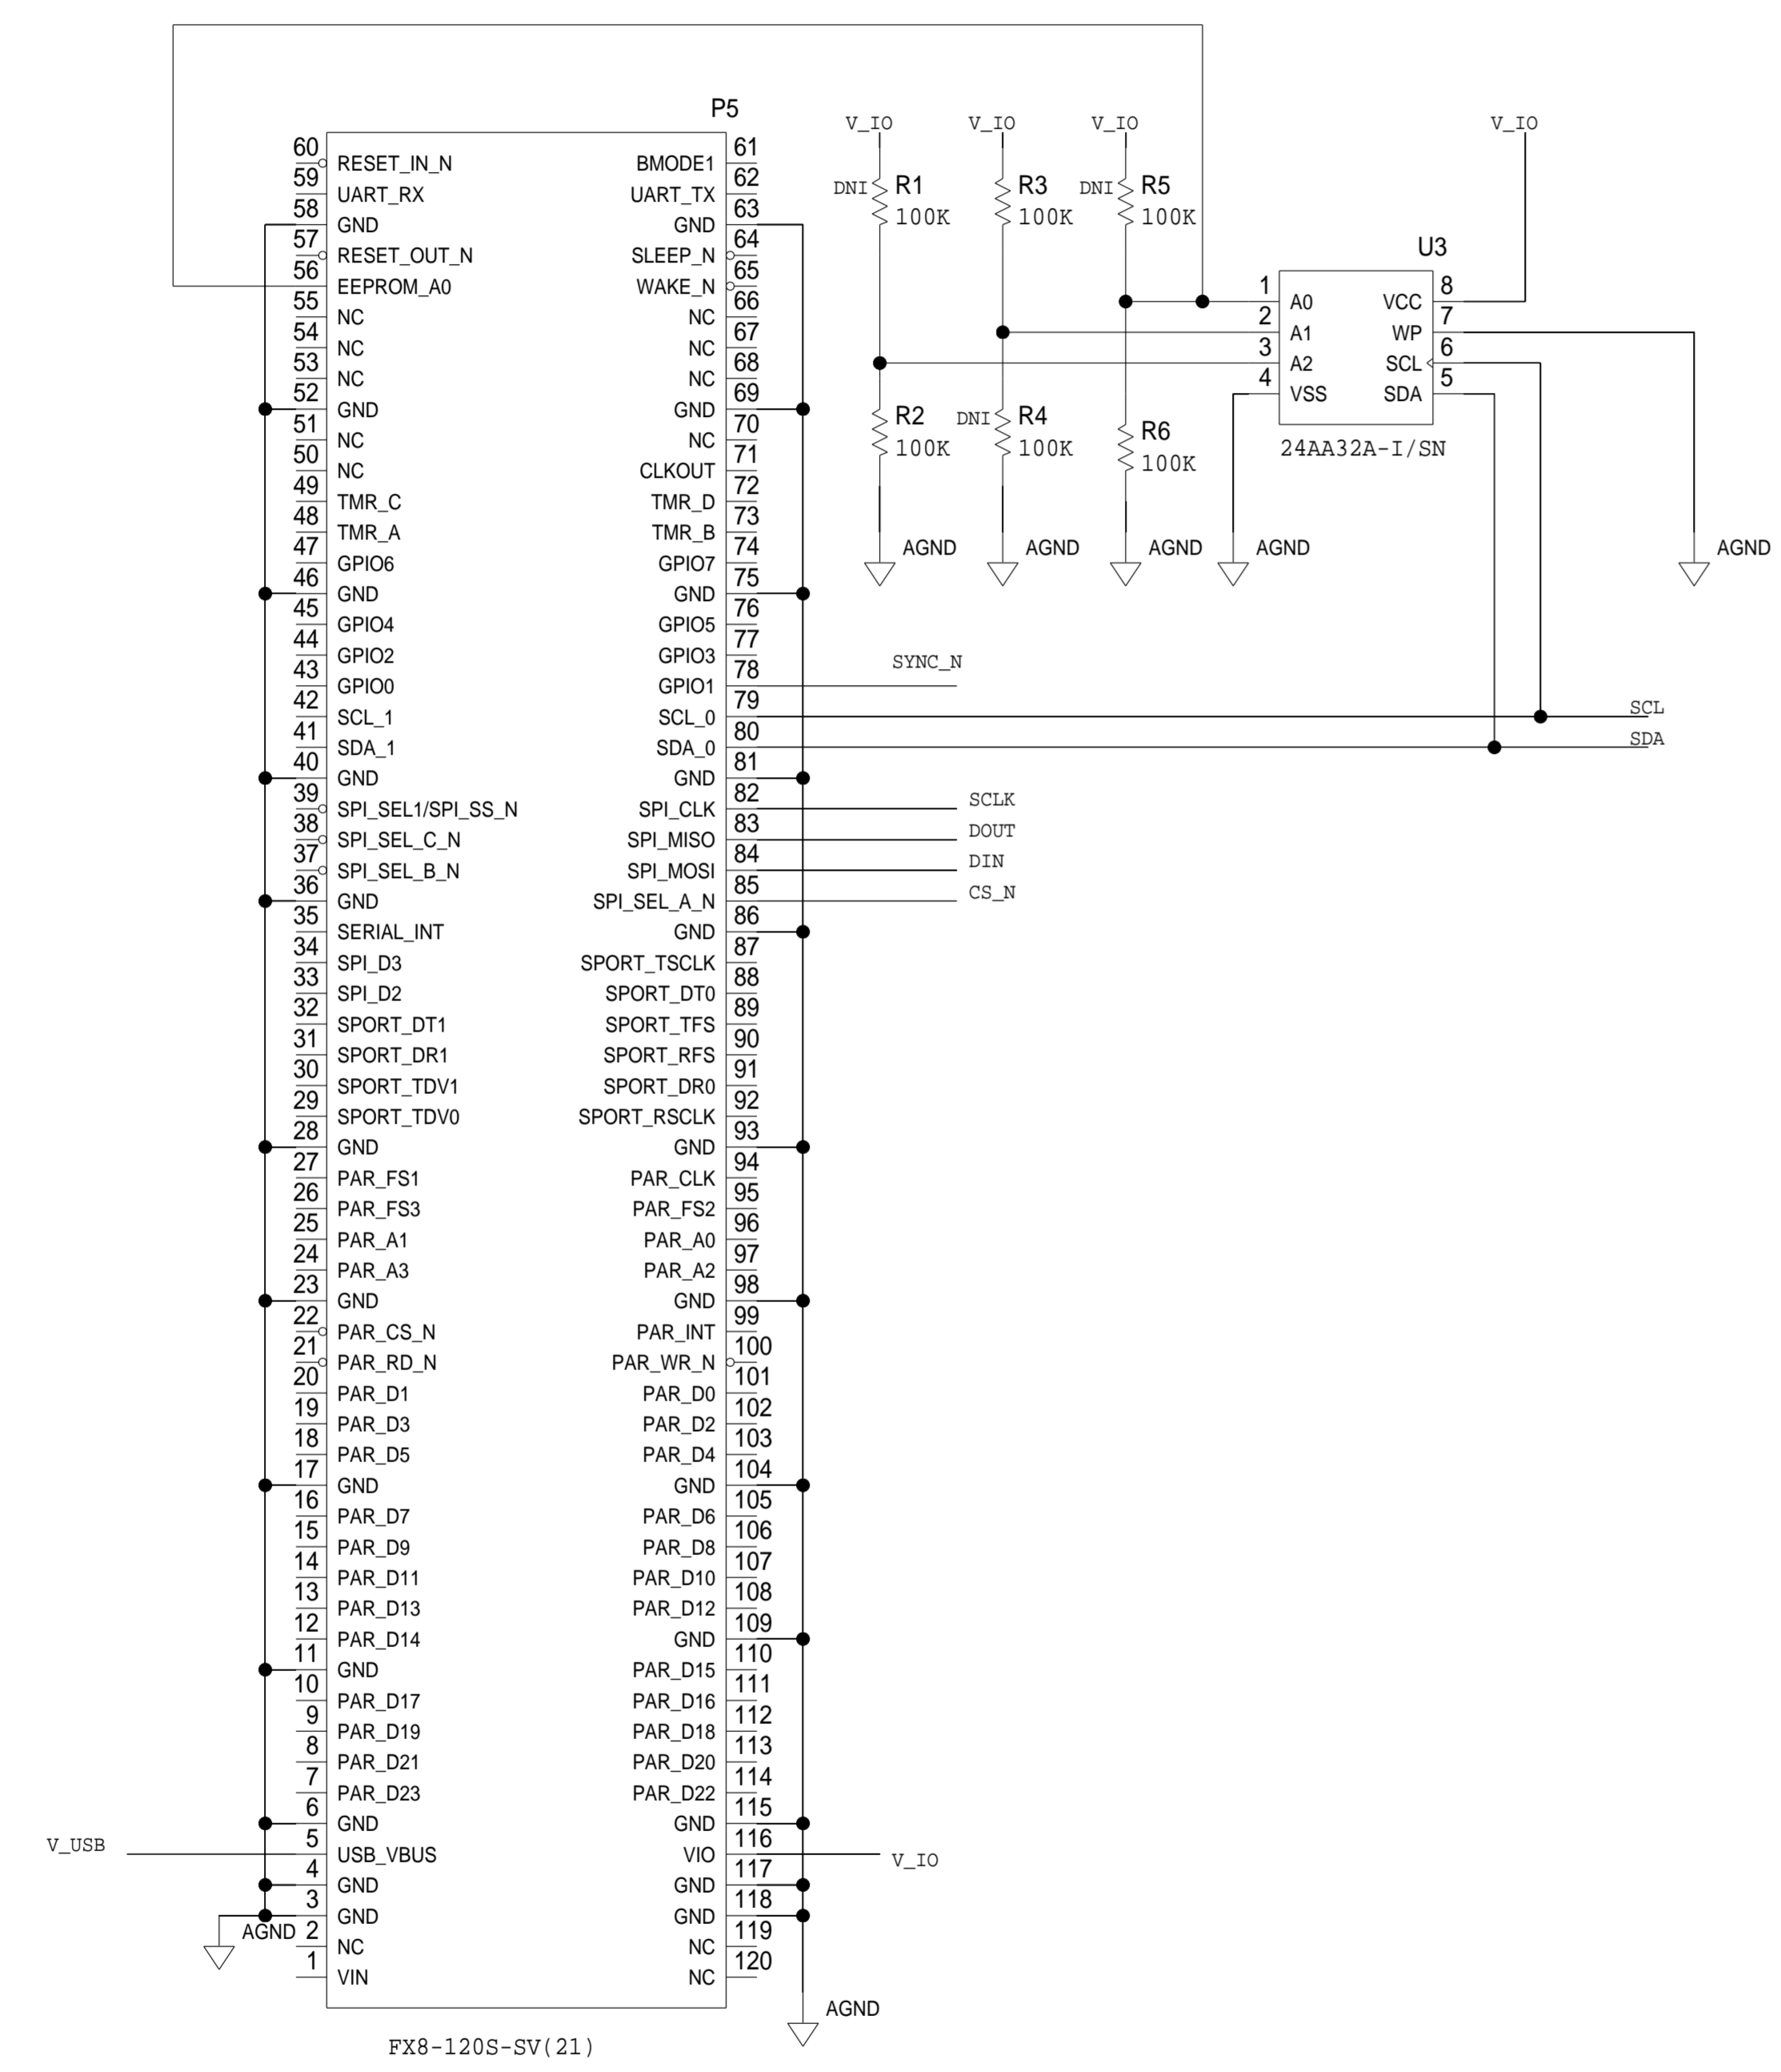 P5
60 RESET_IN_N BMODE1 61
59 UART_RX UART_TX 62
58 GND GND 63
57 RESET_OUT_N SLEEP_N 64
56 EEPROM_A0 WAKE_N 65
55 NC NC 66
54 NC NC 67
53 NC NC 68
52 GND GND 69
51 NC NC 70
50 NC CLKOUT 71
49 TMR_C TMR_D 72
48 TMR_A TMR_B 73
47 GPIO6 GPIO7 74
46 GND GND 75
45 GPIO4 GPIO5 76
44 GPIO2 GPIO3 77
43 GPIO0 GPIO1 78 SYNC_N
42 SCL_1 SCL_0 79 SCL
41 SDA_1 SDA_0 80 SDA
40 GND GND 81
39 SPI_SEL1/SPI_SS_N SPI_CLK 82 SCLK
38 SPI_SEL_C_N SPI_MISO 83 DOUT
37 SPI_SEL_B_N SPI_MOSI 84 DIN
36 GND SPI_SEL_A_N 85 CS_N
35 SERIAL_INT GND 86
34 SPI_D3 SPORT_TSCLK 87
33 SPI_D2 SPORT_DT0 88
32 SPORT_DT1 SPORT_TFS 89
31 SPORT_DR1 SPORT_RFS 90
30 SPORT_TDV1 SPORT_DR0 91
29 SPORT_TDV0 SPORT_RSCLK 92
28 GND GND 93
27 PAR_FS1 PAR_CLK 94
26 PAR_FS3 PAR_FS2 95
25 PAR_A1 PAR_A0 96
24 PAR_A3 PAR_A2 97
23 GND GND 98
22 PAR_CS_N PAR_INT 99
21 PAR_RD_N PAR_WR_N 100
20 PAR_D1 PAR_D0 101
19 PAR_D3 PAR_D2 102
18 PAR_D5 PAR_D4 103
17 GND GND 104
16 PAR_D7 PAR_D6 105
15 PAR_D9 PAR_D8 106
14 PAR_D11 PAR_D10 107
13 PAR_D13 PAR_D12 108
12 PAR_D14 GND 109
11 GND PAR_D15 110
10 PAR_D17 PAR_D16 111
9 PAR_D19 PAR_D18 112
8 PAR_D21 PAR_D20 113
7 PAR_D23 PAR_D22 114
6 GND GND 115
V_USB 5 USB_VBUS VIO 116 V_IO
4 GND GND 117
3 GND GND 118
AGND 2 NC NC 119
1 VIN NC 120
AGND
FX8-120S-SV(21)
V_IO V_IO V_IO V_IO
DNI R1 R3 DNI R5
100K 100K 100K
U3
1 A0 VCC 8
2 A1 WP 7
3 A2 SCL 6
4 VSS SDA 5
R2 DNI R4 R6
100K 100K 100K
24AA32A-I/SN
AGND AGND AGND AGND AGND